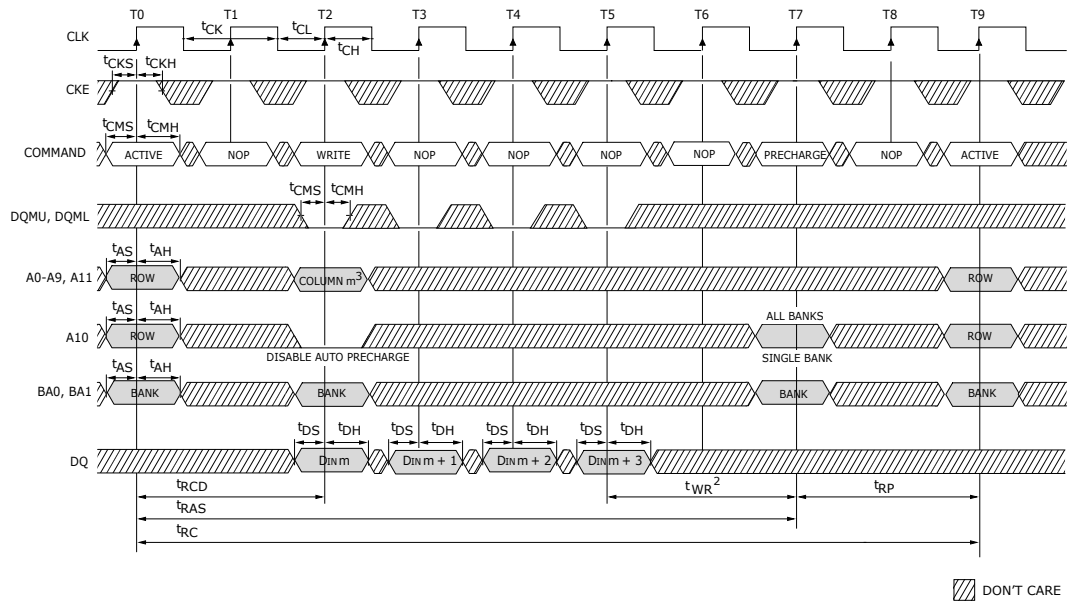 T0 T1 T2 T3 T4 T5 T6 T7 T8 T9
CLK tCK tCL tCH
tCKS tCKH
CKE
tCMS tCMH
COMMAND ACTIVE NOP WRITE NOP NOP NOP NOP PRECHARGE NOP ACTIVE
tCMS tCMH
DQMU, DQML
tAS tAH
A0-A9, A11 ROW COLUMN m3 ROW
tAS tAH ALL BANKS
A10 ROW ROW
DISABLE AUTO PRECHARGE SINGLE BANK
tAS tAH
BA0, BA1 BANK BANK BANK BANK
tDS tDH tDS tDH tDS tDH tDS tDH
DQ DIN m DIN m + 1 DIN m + 2 DIN m + 3
tRCD tWR2 tRP
tRAS
tRC
DON'T CARE